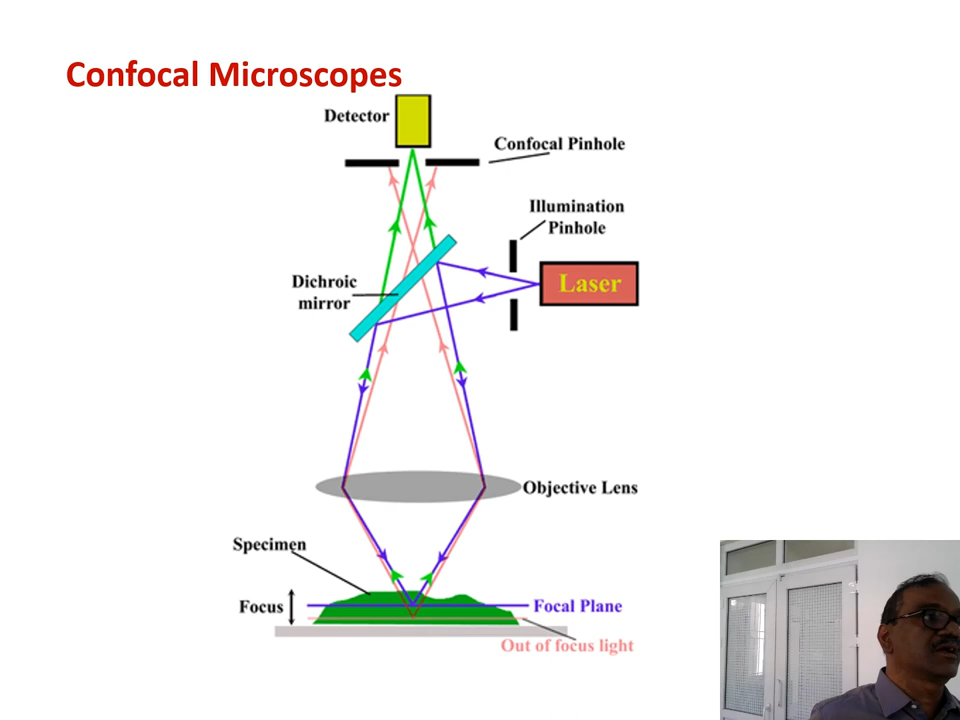 Confocal Microscopes
Detector
Confocal Pinhole
Illumination
Pinhole
Laser
Dichroic
mirror
Objective Lens
Specimen
Focus
Focal Plane
Out of focus light